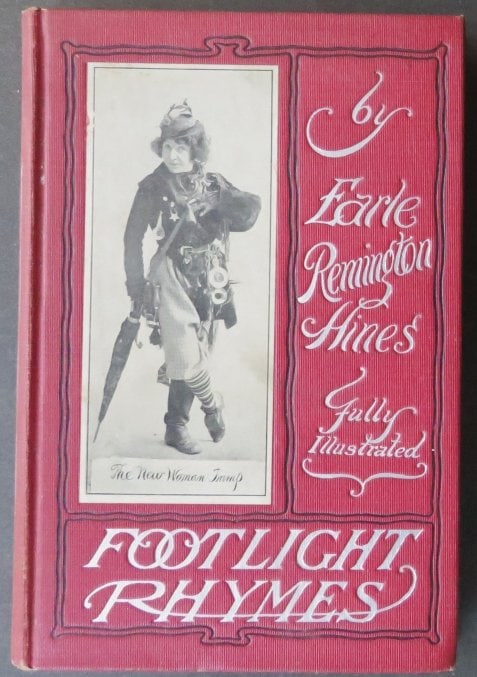 by
Earle
Remington
Hines
Fully
Illustrated
The New Woman Tramp
FOOTLIGHT
RHYMES